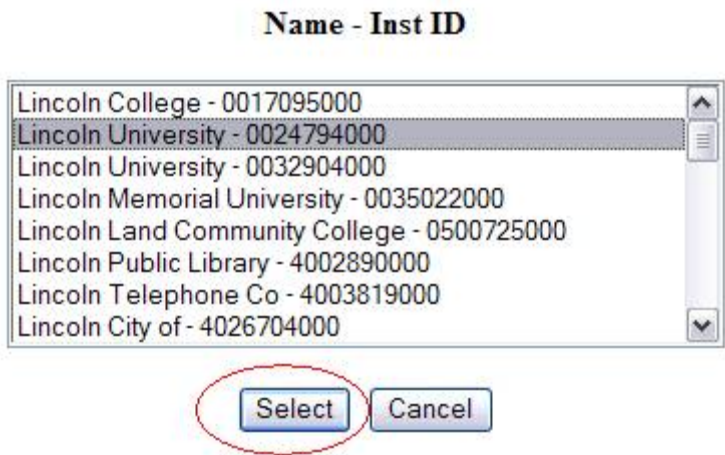 Name - Inst ID
Lincoln College - 0017095000
Lincoln University - 0024794000
Lincoln University - 0032904000
Lincoln Memorial University - 0035022000
Lincoln Land Community College - 0500725000
Lincoln Public Library - 4002890000
Lincoln Telephone Co - 4003819000
Lincoln City of - 4026704000
Select Cancel